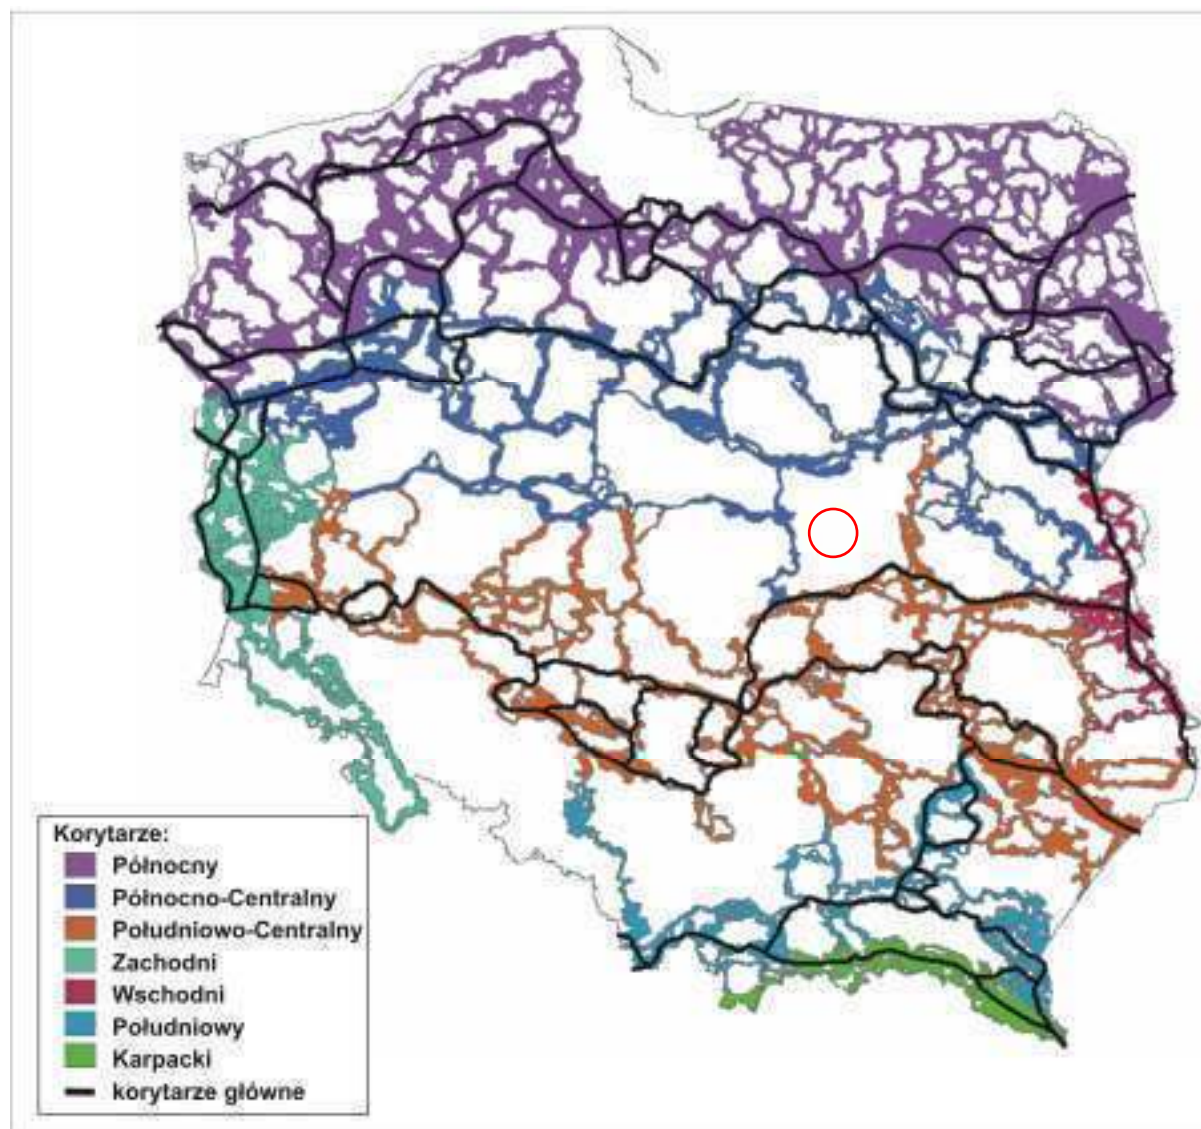 Korytarze:
Północny
Północno-Centralny
Południowo-Centralny
Zachodni
Wschodni
Południowy
Karpacki
korytarze główne